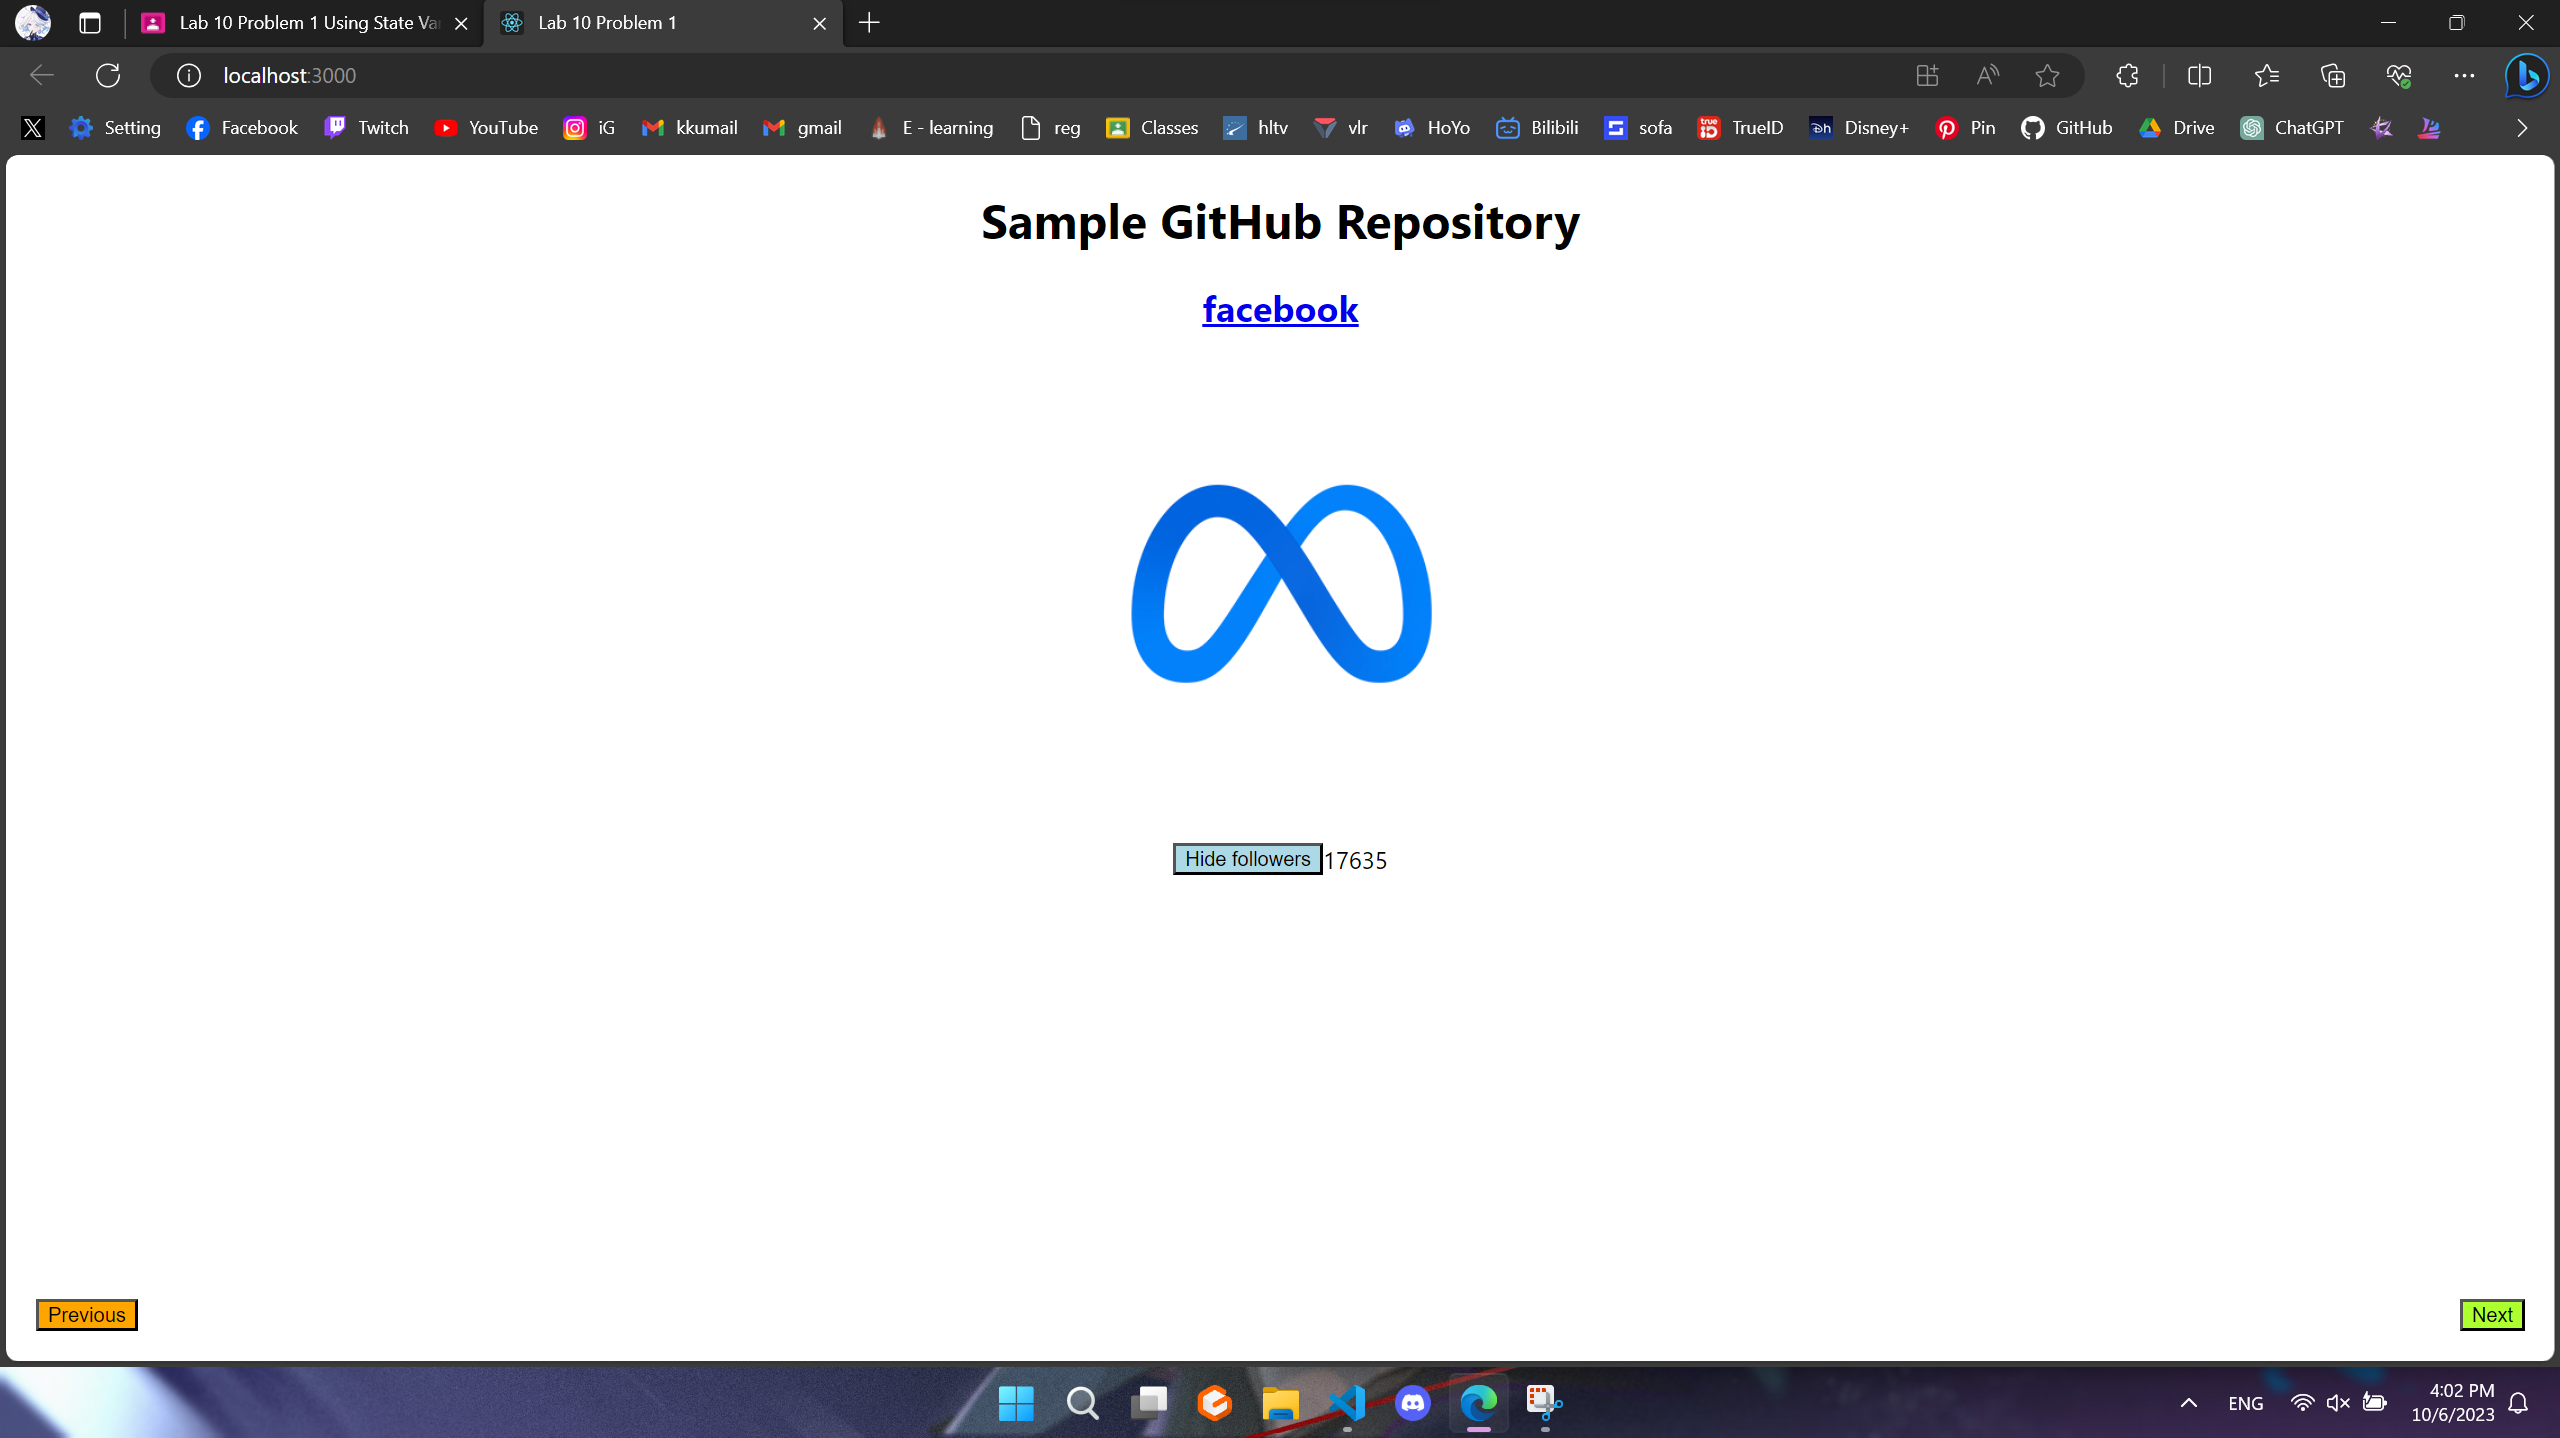 Lab 10 Problem 1 Using State Va
Lab 10 Problem 1
localhost:3000
Setting Facebook Twitch YouTube iG kkumail gmail E - learning reg Classes hltv vlr HoYo Bilibili sofa TrueID Disney+ Pin GitHub Drive ChatGPT
Sample GitHub Repository
facebook
Hide followers 17635
Previous Next
ENG 4:02 PM
10/6/2023